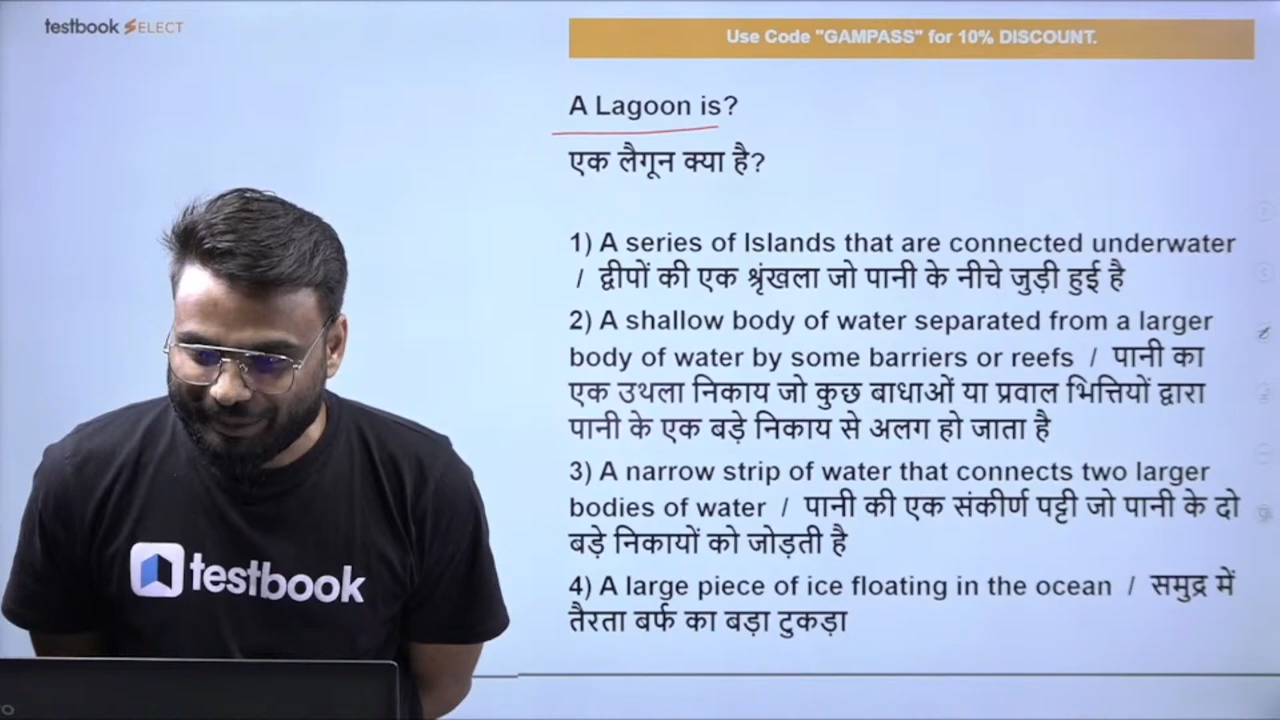 testbook SELECT
Use Code "GAMPASS" for 10% DISCOUNT.
A Lagoon is?
एक लैगून क्या है?
1) A series of Islands that are connected underwater
/ द्वीपों की एक श्रृंखला जो पानी के नीचे जुड़ी हुई है
2) A shallow body of water separated from a larger
body of water by some barriers or reefs / पानी का
एक उथला निकाय जो कुछ बाधाओं या प्रवाल भित्तियों द्वारा
पानी के एक बड़े निकाय से अलग हो जाता है
3) A narrow strip of water that connects two larger
bodies of water / पानी की एक संकीर्ण पट्टी जो पानी के दो
बड़े निकायों को जोड़ती है
4) A large piece of ice floating in the ocean / समुद्र में
तैरता बर्फ का बड़ा टुकड़ा
testbook